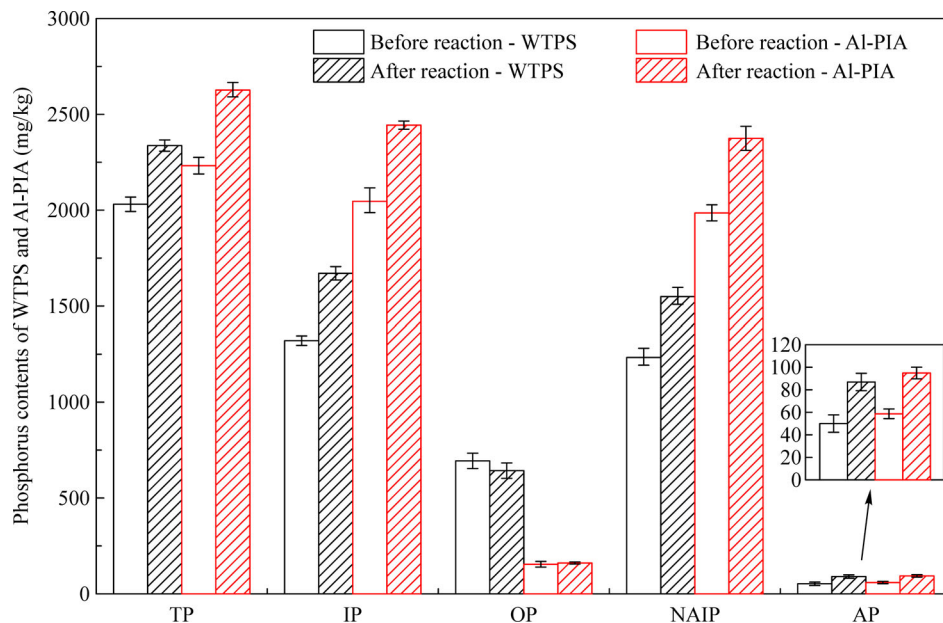 Phosphorus contents of WTPS and Al-PIA (mg/kg)
3000
2500
2000
1500
1000
500
0
Before reaction - WTPS
After reaction - WTPS
Before reaction - Al-PIA
After reaction - Al-PIA
120
100
80
60
40
20
0
TP IP OP NAIP AP